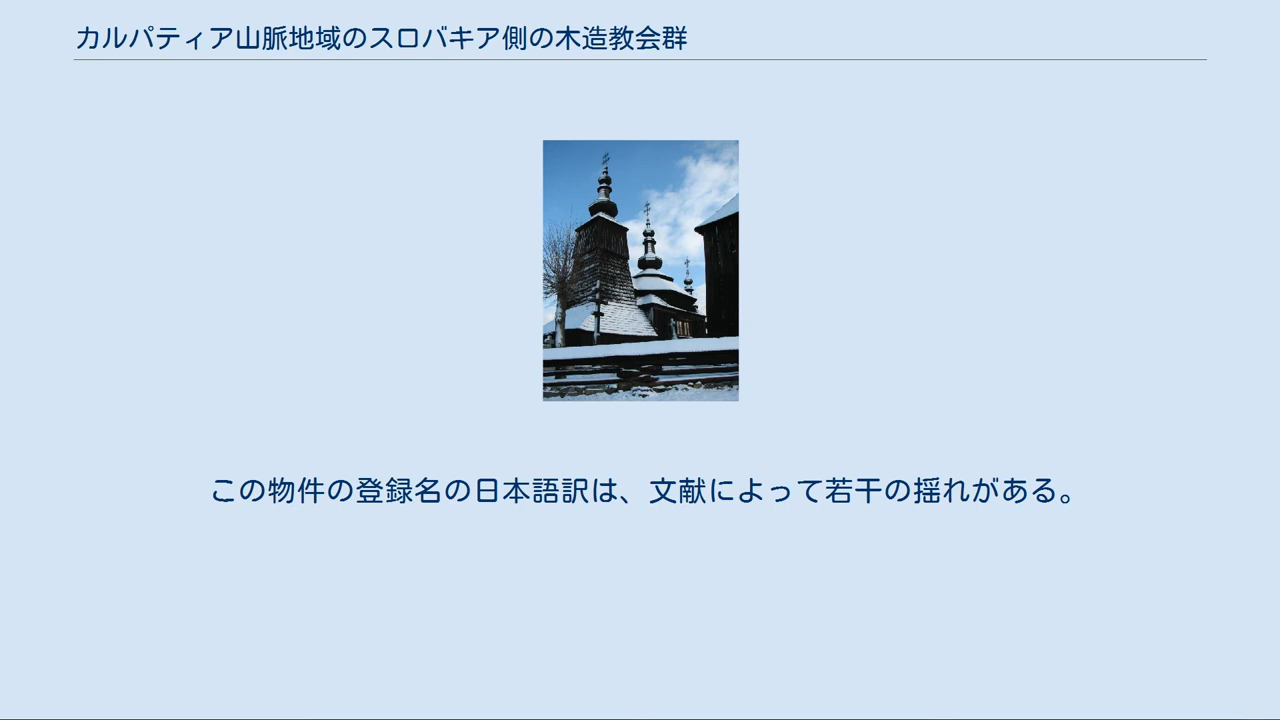 カルパティア山脈地域のスロバキア側の木造教会群
この物件の登録名の日本語訳は、文献によって若干の揺れがある。